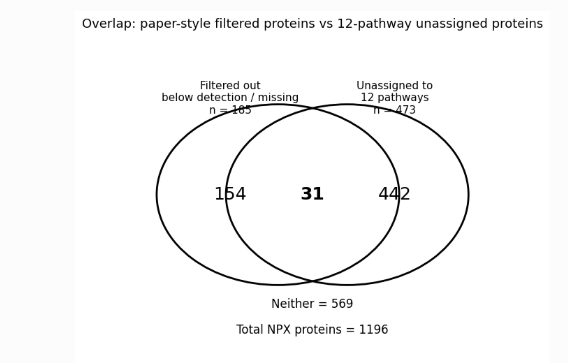 Overlap: paper-style filtered proteins vs 12-pathway unassigned proteins
Filtered out
below detection / missing
n = 185
Unassigned to
12 pathways
n = 473
154
31
442
Neither = 569
Total NPX proteins = 1196